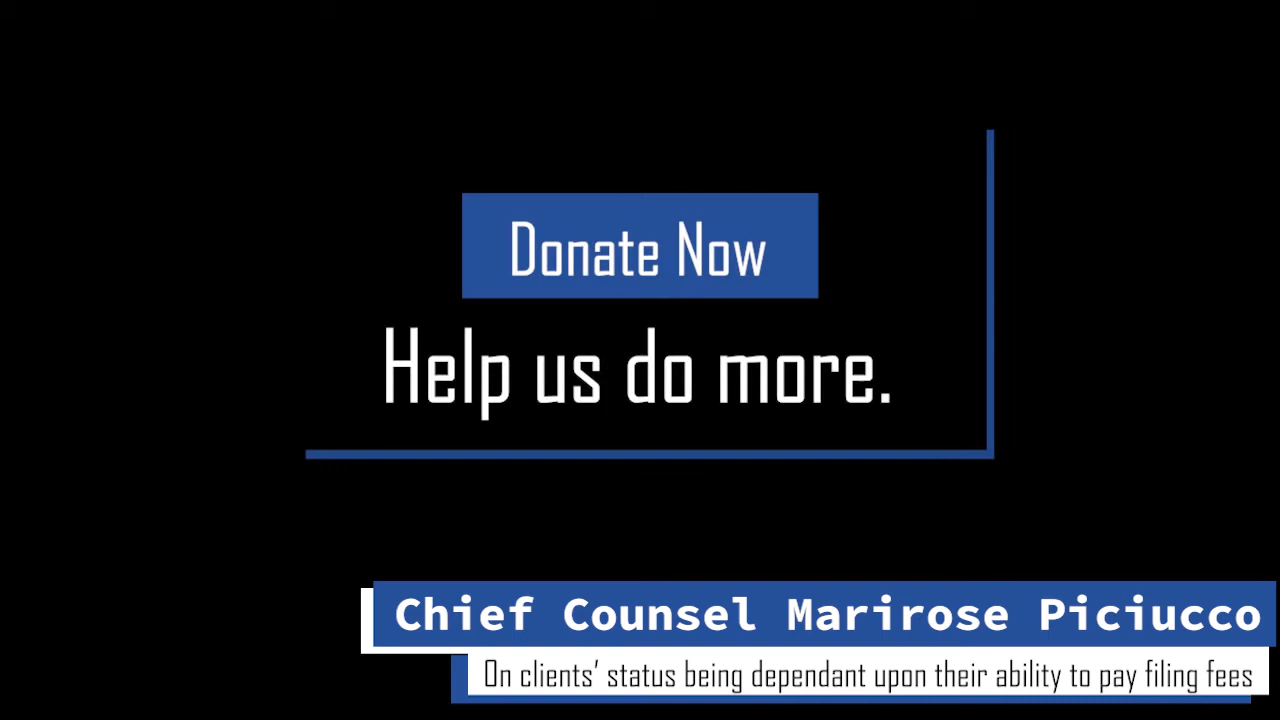 Donate Now
Help us do more.
Chief Counsel Marirose Piciucco
On clients’ status being dependant upon their ability to pay filing fees